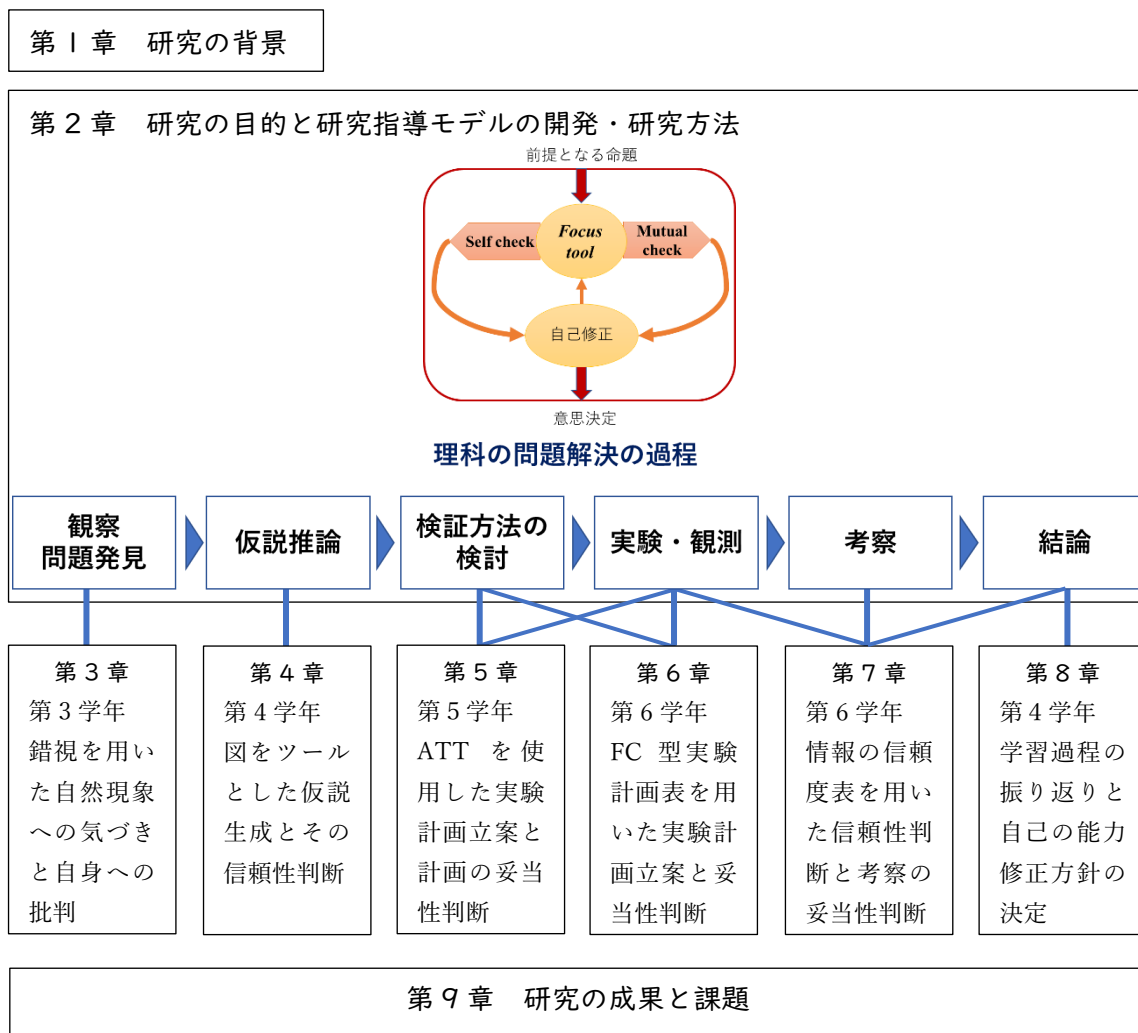 第1章 研究の背景
第2章 研究の目的と研究指導モデルの開発・研究方法
前提となる命題
Self check
Focus
tool
Mutual
check
自己修正
意思決定
理科の問題解決の過程
観察
問題発見
仮説推論
検証方法の
検討
実験・観測
考察
結論
第3章
第3学年
錯視を用い
た自然現象
への気づき
と自身への
批判
第4章
第4学年
図をツール
とした仮説
生成とその
信頼性判断
第5章
第5学年
ATT を使
用した実験
計画立案と
計画の妥当
性判断
第6章
第6学年
FC 型実験
計画表を用
いた実験計
画立案と妥
当性判断
第7章
第6学年
情報の信頼
度表を用い
た信頼性判
断と考察の
妥当性判断
第8章
第4学年
学習過程の
振り返りと
自己の能力
修正方針の
決定
第9章 研究の成果と課題